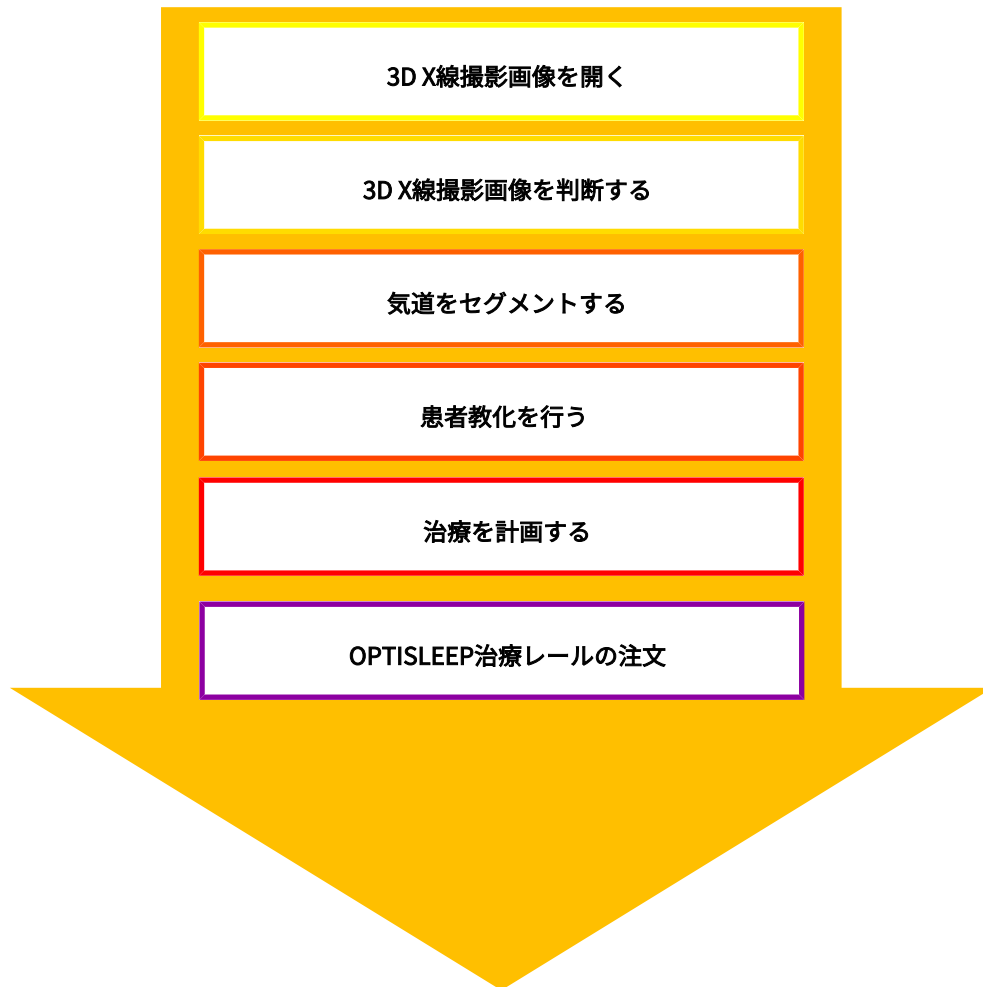 3D X線撮影画像を開く
3D X線撮影画像を判断する
気道をセグメントする
患者教化を行う
治療を計画する
OPTISLEEP治療レールの注文